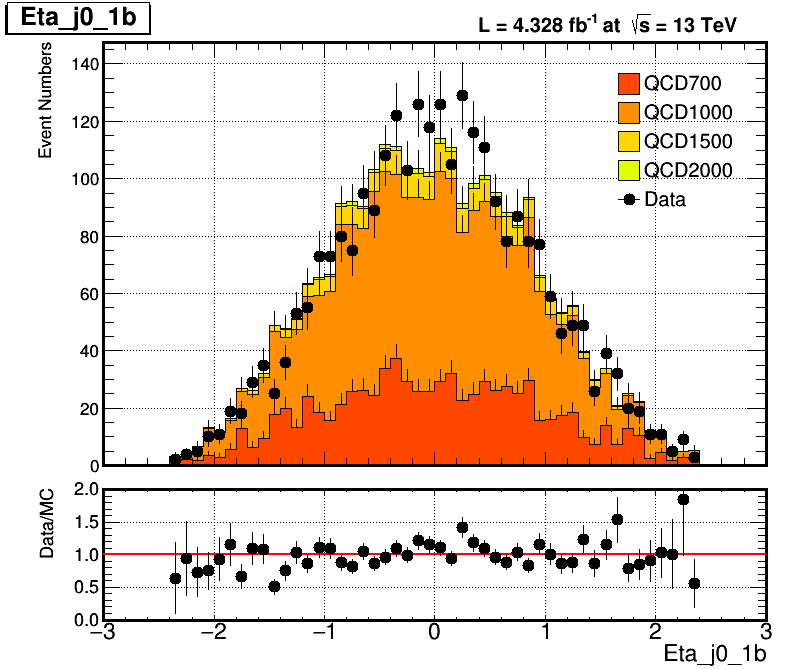 Eta_j0_1b
L = 4.328 fb⁻¹ at √s = 13 TeV
Event Numbers
140
120
100
80
60
40
20
0
QCD700
QCD1000
QCD1500
QCD2000
Data
Data/MC
2.0
1.5
1.0
0.5
0.0
−3 −2 −1 0 1 2 3
Eta_j0_1b